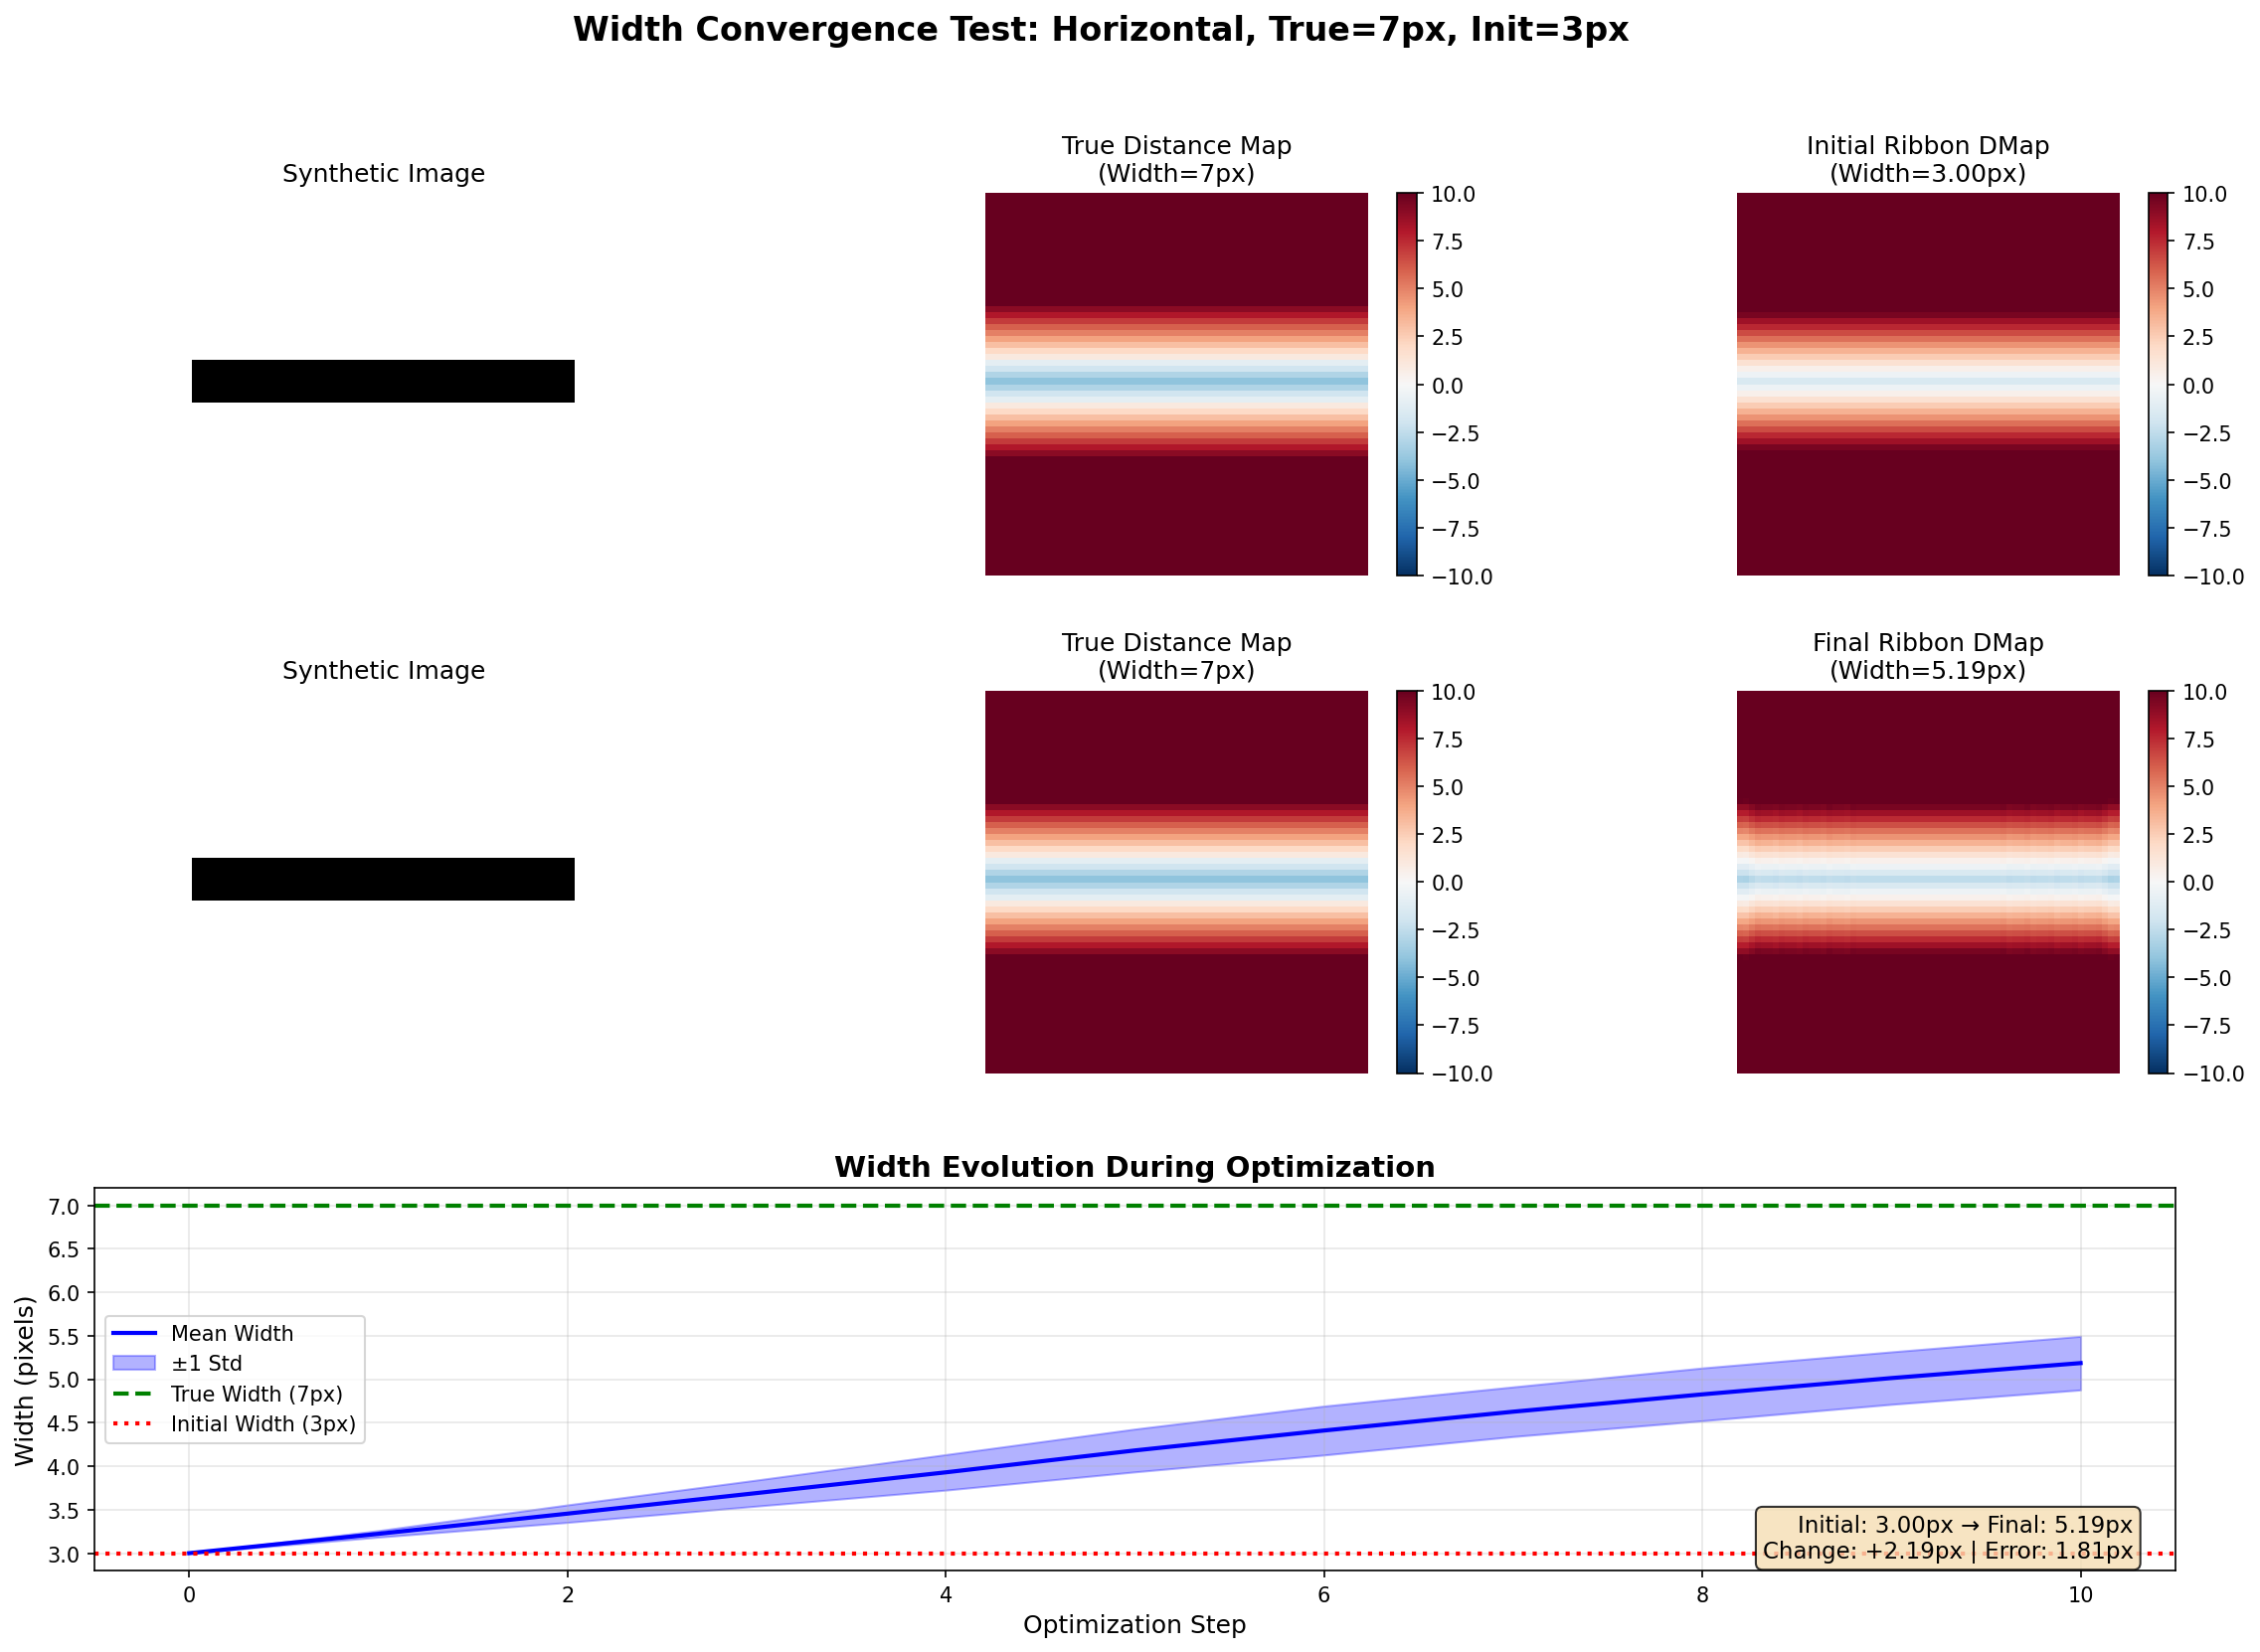 Width Convergence Test: Horizontal, True=7px, Init=3px
Synthetic Image
True Distance Map
(Width=7px)
10.0
7.5
5.0
2.5
0.0
−2.5
−5.0
−7.5
−10.0
Initial Ribbon DMap
(Width=3.00px)
10.0
7.5
5.0
2.5
0.0
−2.5
−5.0
−7.5
−10.0
Synthetic Image
True Distance Map
(Width=7px)
10.0
7.5
5.0
2.5
0.0
−2.5
−5.0
−7.5
−10.0
Final Ribbon DMap
(Width=5.19px)
10.0
7.5
5.0
2.5
0.0
−2.5
−5.0
−7.5
−10.0
Width Evolution During Optimization
Width (pixels)
7.0
6.5
6.0
5.5
5.0
4.5
4.0
3.5
3.0
Mean Width
±1 Std
True Width (7px)
Initial Width (3px)
Initial: 3.00px → Final: 5.19px
Change: +2.19px | Error: 1.81px
0
2
4
6
8
10
Optimization Step